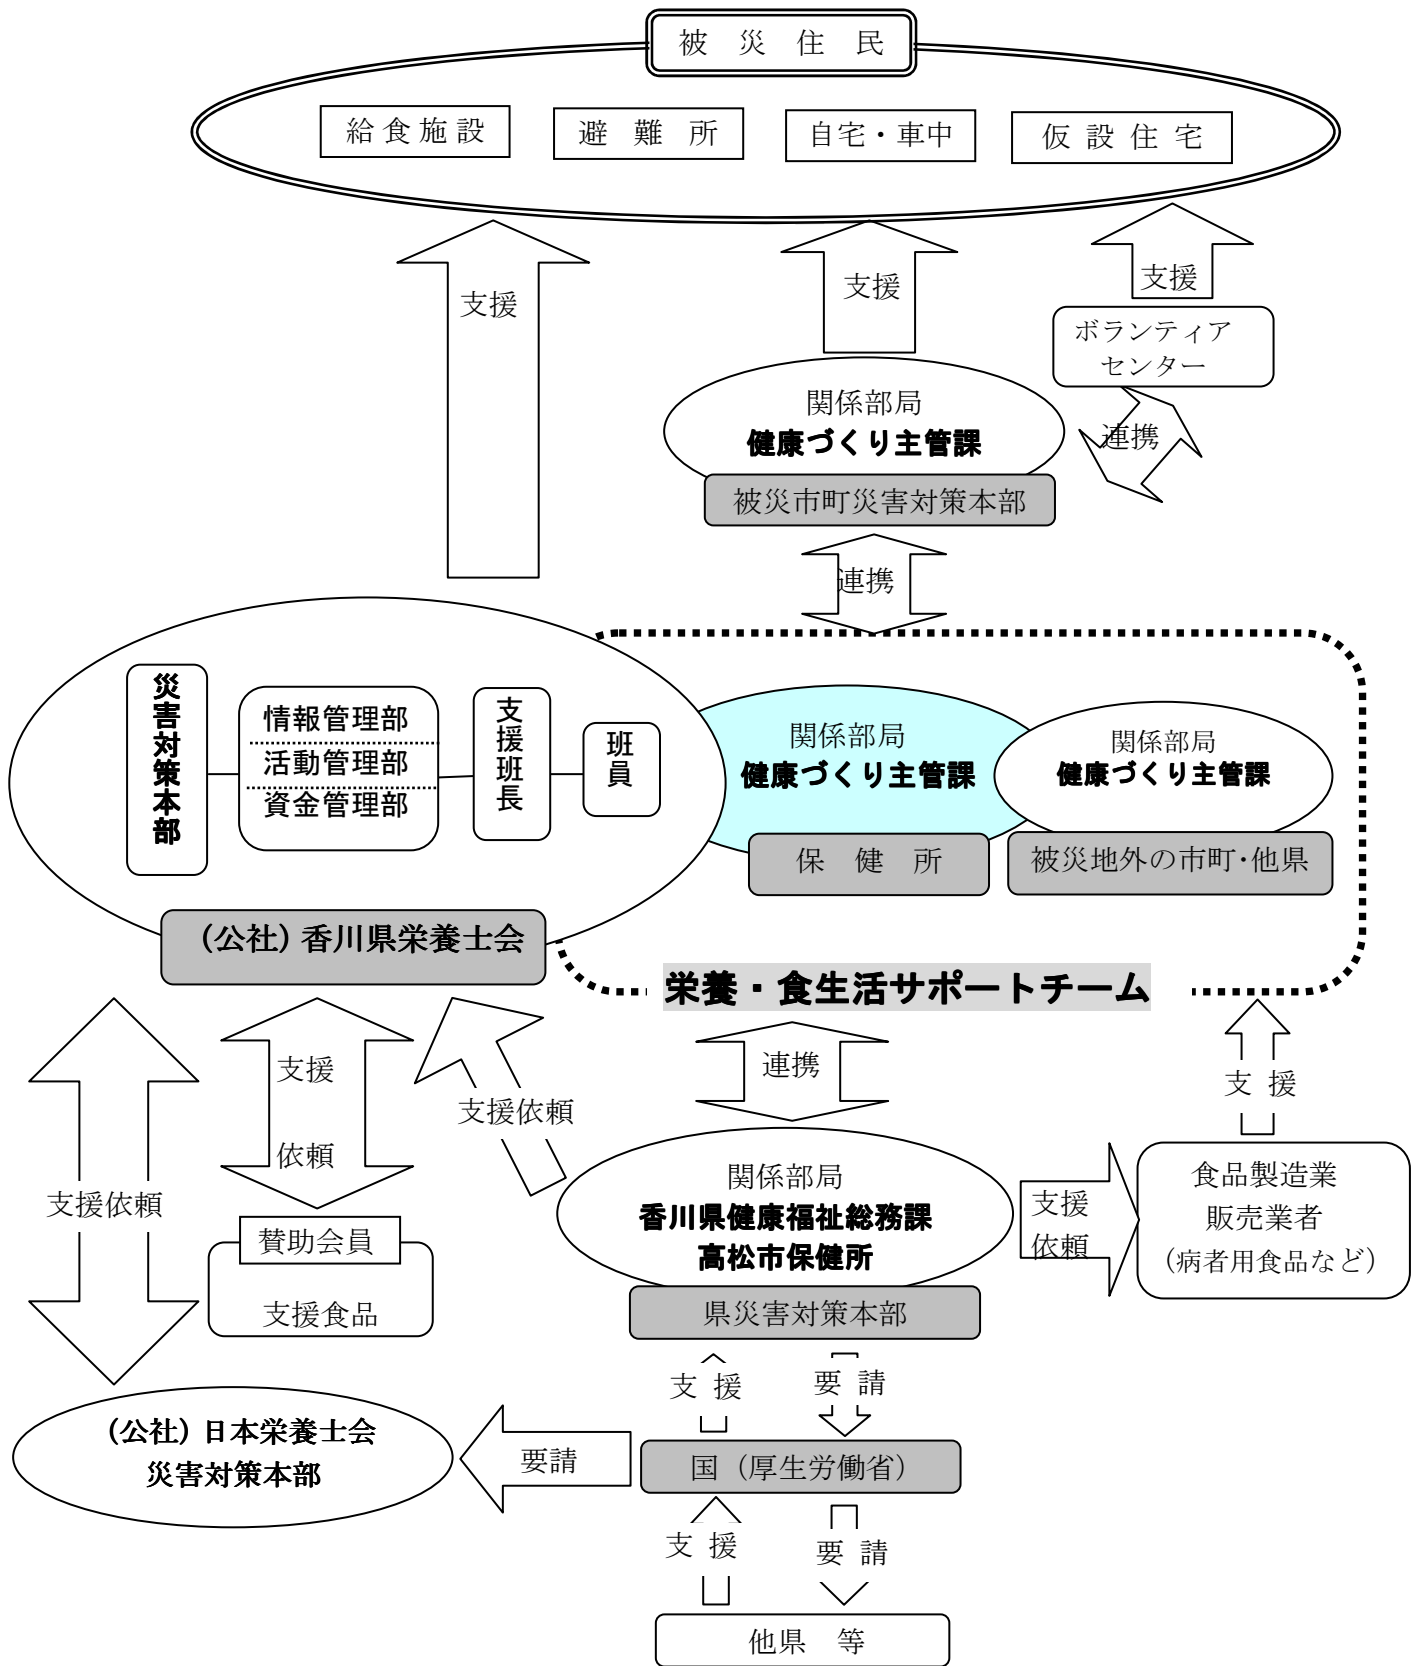 被 災 住 民
給食施設
避 難 所
自宅・車中
仮 設 住 宅
支援
支援
支援
ボランティア
センター
関係部局
健康づくり主管課
連携
被災市町災害対策本部
連携
災害対策本部
情報管理部
活動管理部
資金管理部
支援班長
班員
関係部局
健康づくり主管課
関係部局
健康づくり主管課
保 健 所
被災地外の市町・他県
（公社）香川県栄養士会
栄養・食生活サポートチーム
支援
依頼
支援依頼
連携
支 援
支援依頼
関係部局
香川県健康福祉総務課
高松市保健所
支援
依頼
食品製造業
販売業者
（病者用食品など）
賛助会員
支援食品
県災害対策本部
支 援
要 請
（公社）日本栄養士会
災害対策本部
要請
国（厚生労働省）
支 援
要 請
他県 等